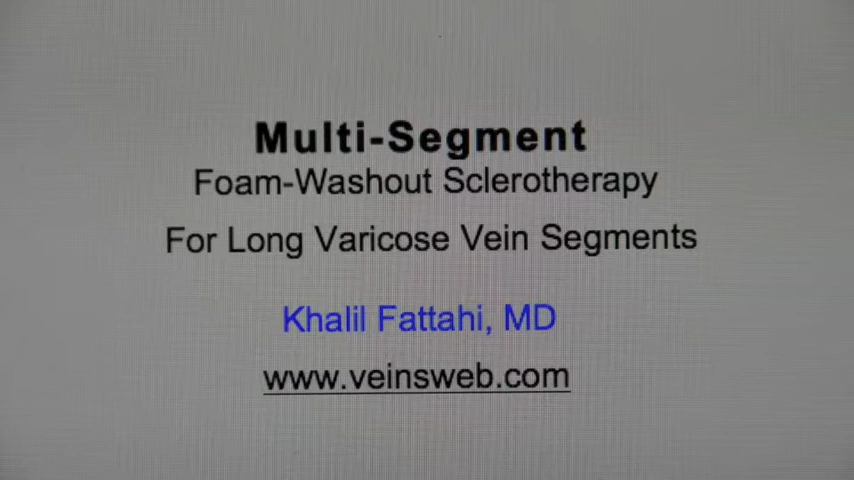 Multi-Segment
Foam-Washout Sclerotherapy
For Long Varicose Vein Segments
Khalil Fattahi, MD
www.veinsweb.com